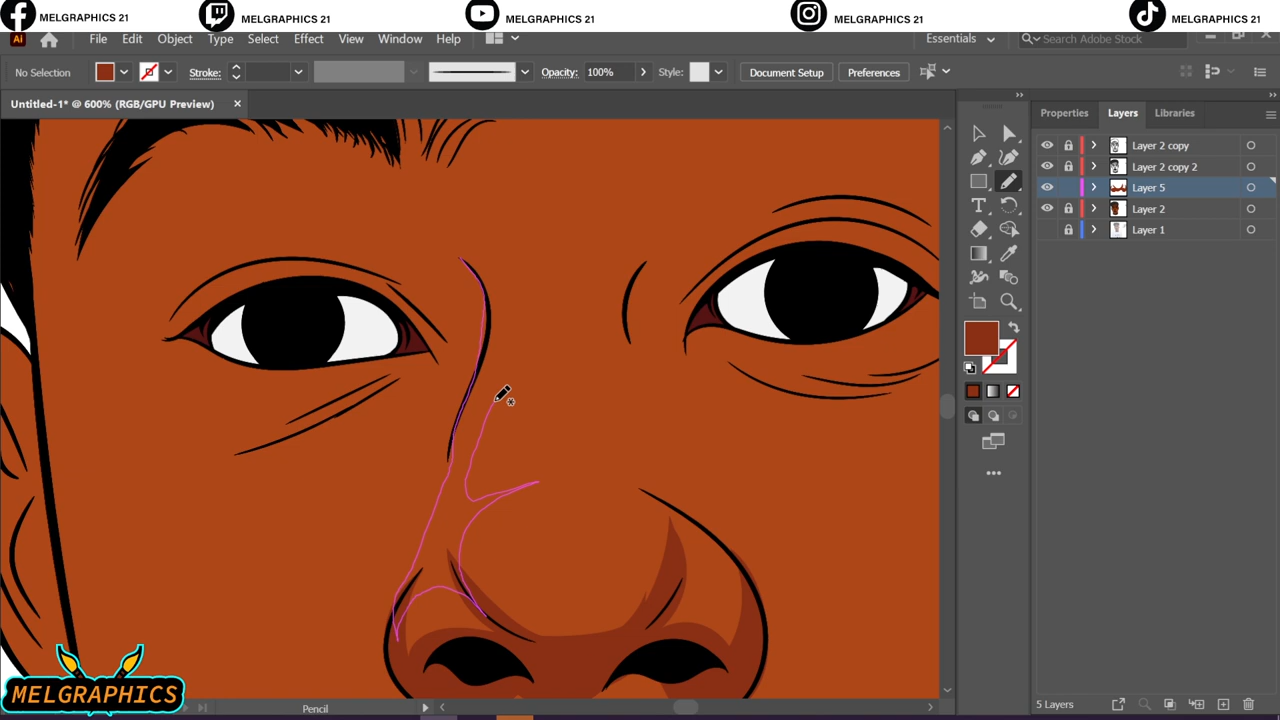 MELGRAPHICS 21 MELGRAPHICS 21 MELGRAPHICS 21 MELGRAPHICS 21 MELGRAPHICS 21
Ai File Edit Object Type Select Effect View Window Help Essentials Search Adobe Stock
No Selection Stroke: Opacity: 100% Style: Document Setup Preferences
Untitled-1* @ 600% (RGB/GPU Preview)
Properties Layers Libraries
Layer 2 copy
Layer 2 copy 2
Layer 5
Layer 2
Layer 1
MELGRAPHICS
Pencil
5 Layers